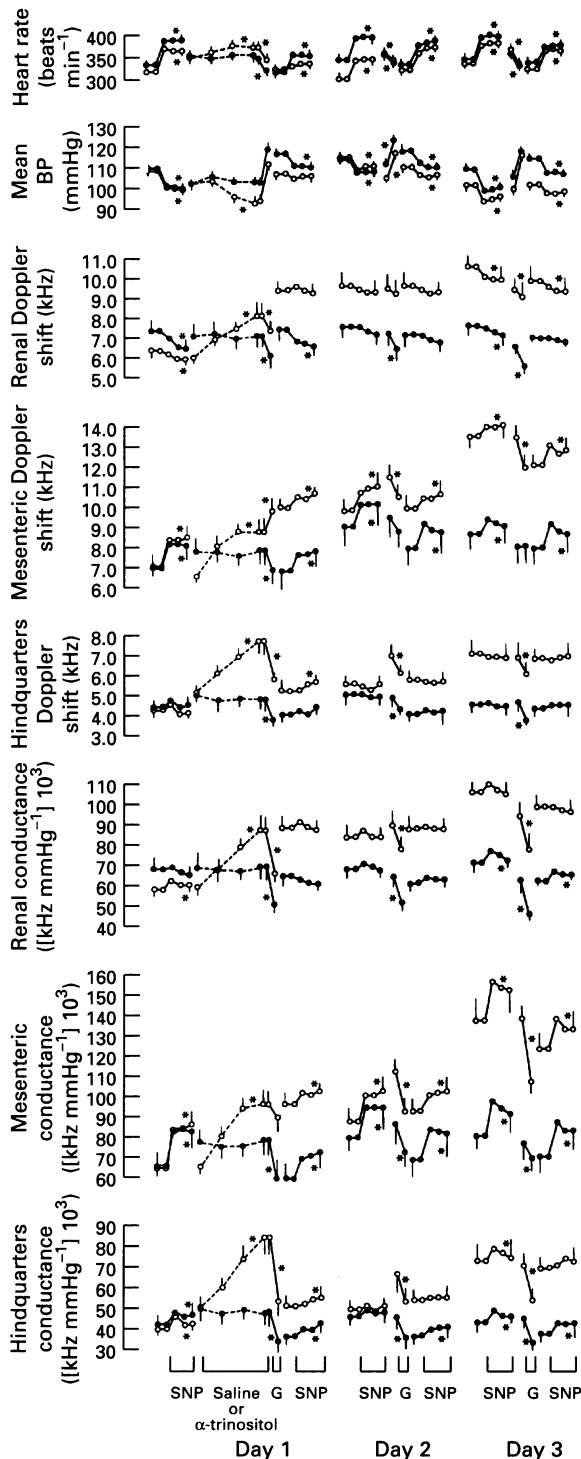 Heart rate
(beats
min⁻¹)
400
350
300
Mean
BP
(mmHg)
130
120
110
100
90
Renal Doppler
shift (kHz)
11.0
10.0
9.0
8.0
7.0
6.0
5.0
Mesenteric Doppler
shift (kHz)
14.0
13.0
12.0
11.0
10.0
9.0
8.0
7.0
6.0
Hindquarters
Doppler
shift (kHz)
8.0
7.0
6.0
5.0
4.0
3.0
Renal conductance
([kHz mmHg⁻¹] 10³)
110
100
90
80
70
60
50
40
Mesenteric
conductance
([kHz mmHg⁻¹] 10³)
160
150
140
130
120
110
100
90
80
70
60
Hindquarters
conductance
([kHz mmHg⁻¹] 10³)
90
80
70
60
50
40
30
SNP Saline G SNP SNP G SNP SNP G SNP
or
α-trinositol
Day 1 Day 2 Day 3